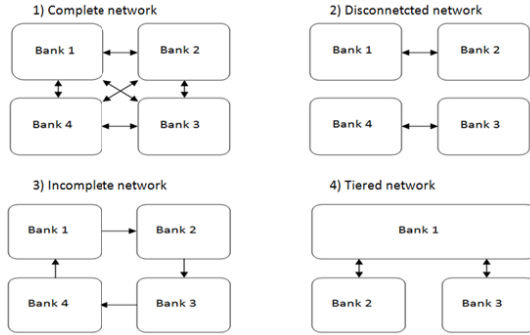 1) Complete network
2) Disconnetcted network
Bank 1
Bank 2
Bank 1
Bank 2
Bank 4
Bank 3
Bank 4
Bank 3
3) Incomplete network
4) Tiered network
Bank 1
Bank 2
Bank 1
Bank 4
Bank 3
Bank 2
Bank 3